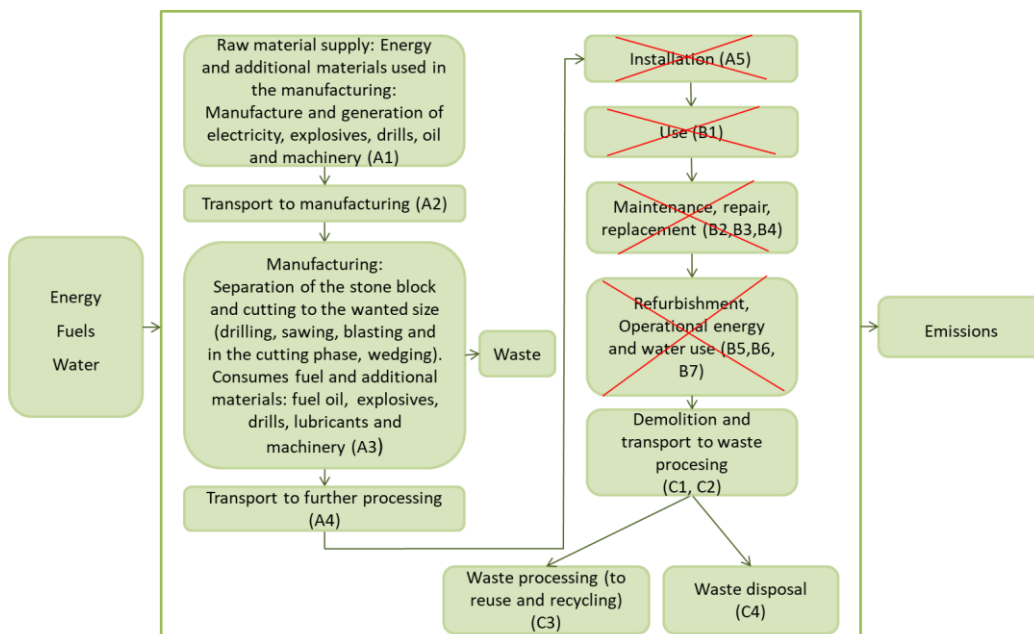 Energy
Fuels
Water
Raw material supply: Energy
and additional materials used in
the manufacturing:
Manufacture and generation of
electricity, explosives, drills, oil
and machinery (A1)
Transport to manufacturing (A2)
Manufacturing:
Separation of the stone block
and cutting to the wanted size
(drilling, sawing, blasting and
in the cutting phase, wedging).
Consumes fuel and additional
materials: fuel oil, explosives,
drills, lubricants and
machinery (A3)
Waste
Transport to further processing
(A4)
Installation (A5)
Use (B1)
Maintenance, repair,
replacement (B2,B3,B4)
Refurbishment,
Operational energy
and water use (B5,B6,
B7)
Demolition and
transport to waste
procesing
(C1, C2)
Waste processing (to
reuse and recycling)
(C3)
Waste disposal
(C4)
Emissions